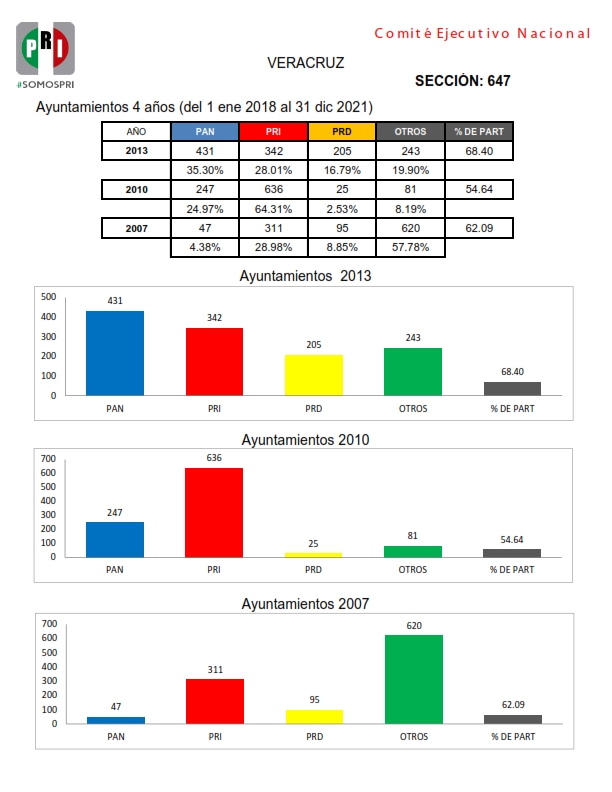 Comité Ejecutivo Nacional
PRI
#SOMOSPRI
VERACRUZ
SECCIÓN: 647
Ayuntamientos 4 años (del 1 ene 2018 al 31 dic 2021)
AÑO PAN PRI PRD OTROS % DE PART
2013 431 342 205 243 68.40
35.30% 28.01% 16.79% 19.90%
2010 247 636 25 81 54.64
24.97% 64.31% 2.53% 8.19%
2007 47 311 95 620 62.09
4.38% 28.98% 8.85% 57.78%
Ayuntamientos 2013
500
400
300
200
100
0
431
342
205
243
68.40
PAN PRI PRD OTROS % DE PART
Ayuntamientos 2010
700
600
500
400
300
200
100
0
247
636
25
81
54.64
PAN PRI PRD OTROS % DE PART
Ayuntamientos 2007
700
600
500
400
300
200
100
0
47
311
95
620
62.09
PAN PRI PRD OTROS % DE PART